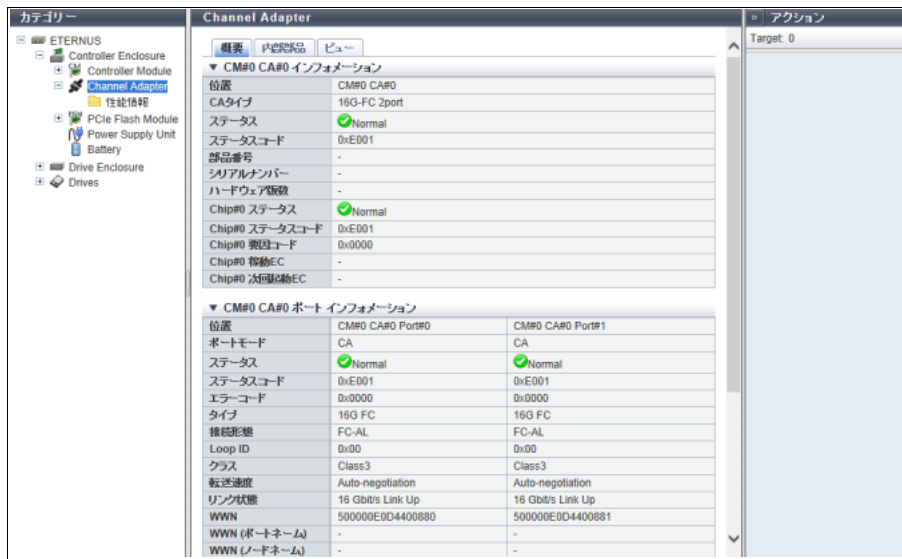 カテゴリー
ETERNUS
Controller Enclosure
Controller Module
Channel Adapter
性能情報
PCIe Flash Module
Power Supply Unit
Battery
Drive Enclosure
Drives
Channel Adapter
概要 内部部品 ビュー
▼ CM#0 CA#0 インフォメーション
位置 CM#0 CA#0
CAタイプ 16G-FC 2port
ステータス Normal
ステータスコード 0xE001
部品番号 -
シリアルナンバー -
ハードウェア版数 -
Chip#0 ステータス Normal
Chip#0 ステータスコード 0xE001
Chip#0 要因コード 0x0000
Chip#0 稼動EC -
Chip#0 次回起動EC -
▼ CM#0 CA#0 ポート インフォメーション
位置 CM#0 CA#0 Port#0 CM#0 CA#0 Port#1
ポートモード CA CA
ステータス Normal Normal
ステータスコード 0xE001 0xE001
エラーコード 0x0000 0x0000
タイプ 16G FC 16G FC
接続形態 FC-AL FC-AL
Loop ID 0x00 0x00
クラス Class3 Class3
転送速度 Auto-negotiation Auto-negotiation
リンク状態 16 Gbit/s Link Up 16 Gbit/s Link Up
WWN 500000E0D4400880 500000E0D4400881
WWN (ポートネーム) - -
WWN (ノードネーム) - -
» アクション
Target: 0